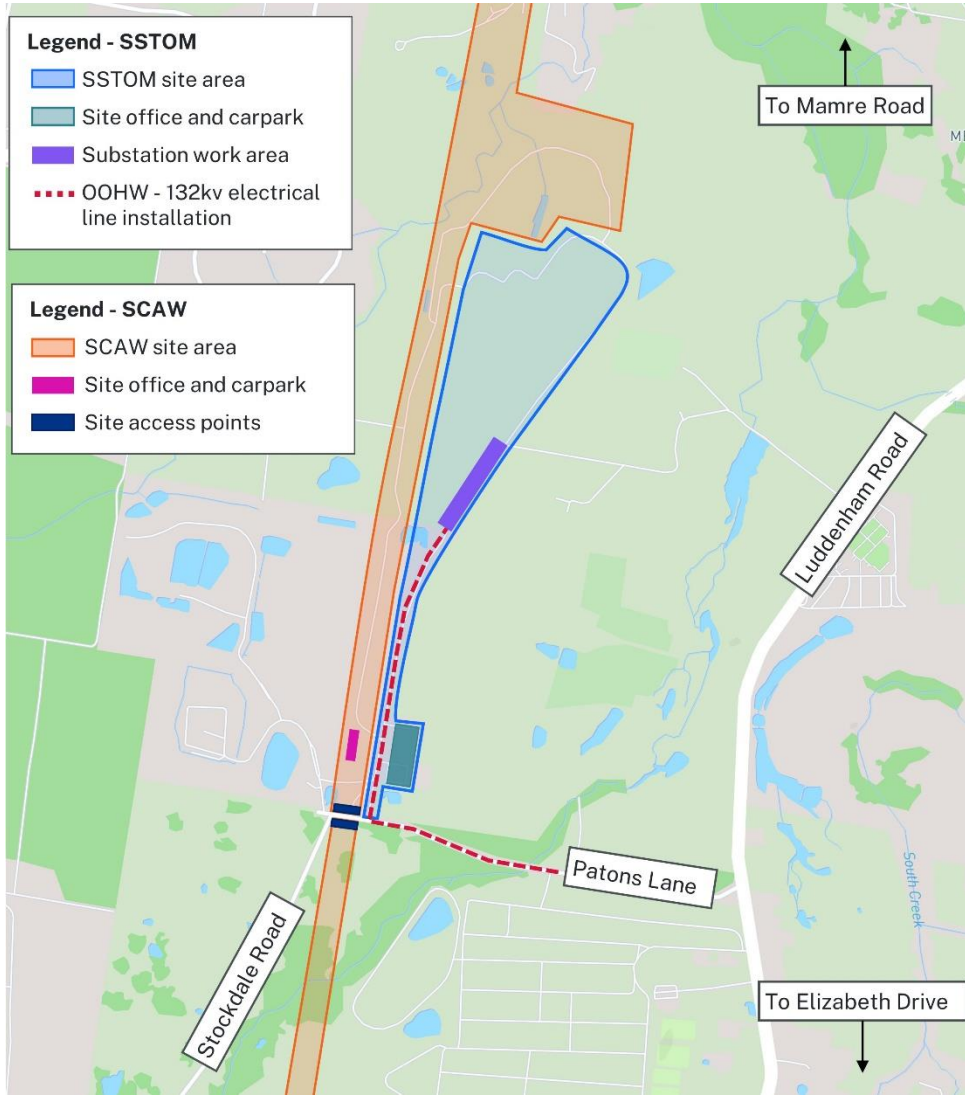 Legend - SSTOM
SSTOM site area
Site office and carpark
Substation work area
OOHW - 132kv electrical
line installation
Legend - SCAW
SCAW site area
Site office and carpark
Site access points
To Mamre Road
Luddenham Road
Patons Lane
Stockdale Road
South Creek
To Elizabeth Drive